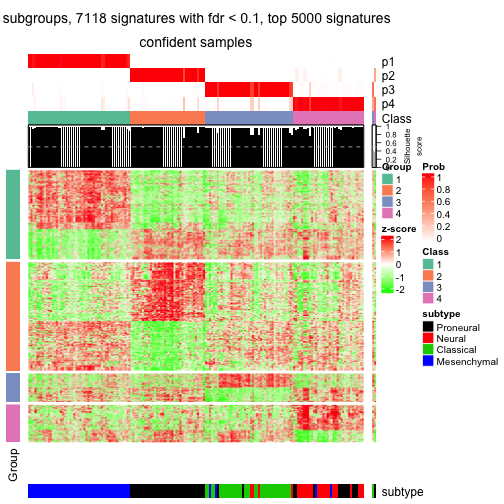 subgroups, 7118 signatures with fdr < 0.1, top 5000 signatures
confident samples
p1
p2
p3
p4
Class
1
0.8
0.6
0.4
0.2
0
Silhouette
score
Group
1
2
3
4
z-score
2
1
0
-1
-2
Prob
1
0.8
0.6
0.4
0.2
0
Class
1
2
3
4
subtype
Proneural
Neural
Classical
Mesenchymal
Group
subtype